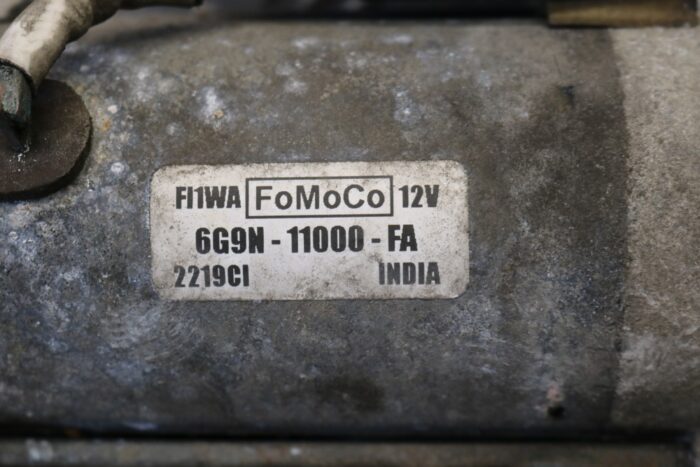 FI1WA FoMoCo 12V
6G9N - 11000 - FA
2219CI INDIA